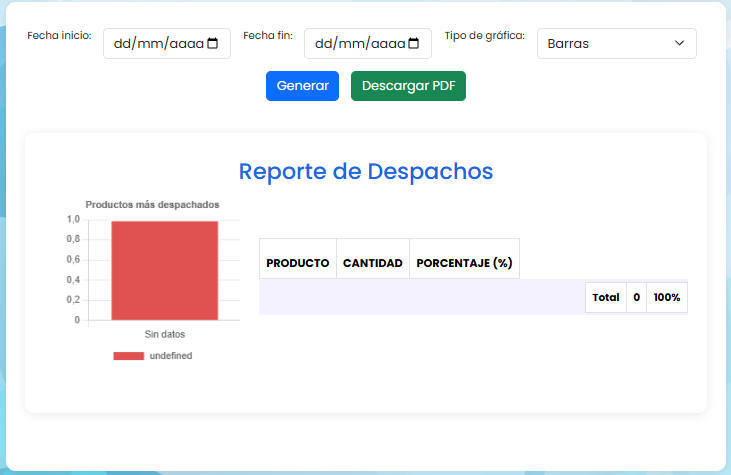 Fecha inicio: dd/mm/aaaa Fecha fin: dd/mm/aaaa Tipo de gráfica: Barras
Generar Descargar PDF
Reporte de Despachos
Productos más despachados
1,0
0,8
0,6
0,4
0,2
0
Sin datos
undefined
PRODUCTO CANTIDAD PORCENTAJE (%)
Total 0 100%